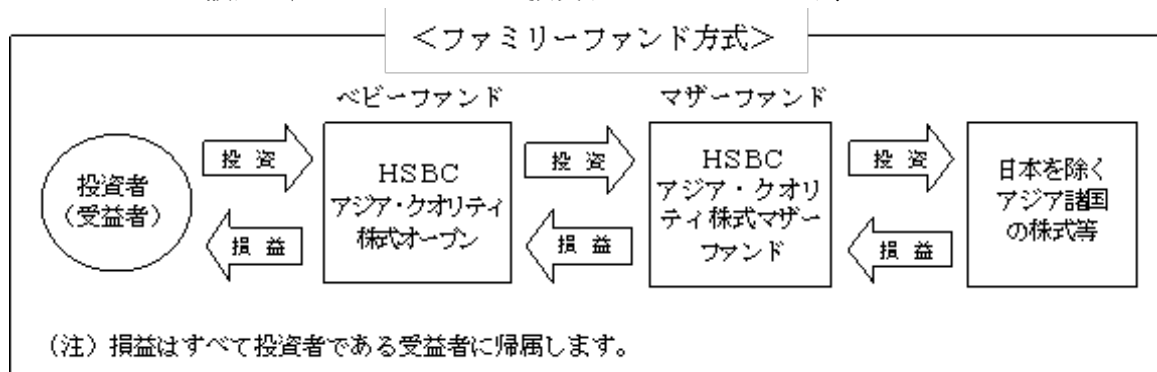 <ファミリーファンド方式>
ベビーファンド
マザーファンド
投資者
(受益者)
投 資
損 益
HSBC
アジア・クオリティ
株式オープン
投 資
損 益
HSBC
アジア・クオリ
ティ株式マザー
ファンド
投 資
損 益
日本を除く
アジア諸国
の株式等
(注)損益はすべて投資者である受益者に帰属します。